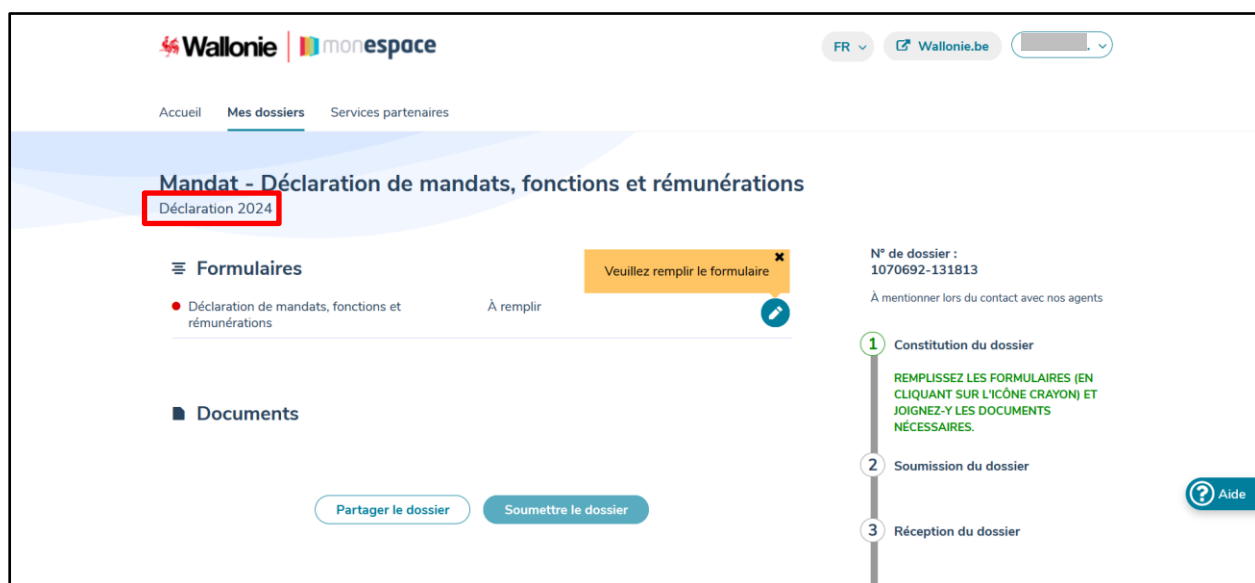 Wallonie monespace
FR
Wallonie.be
Accueil Mes dossiers Services partenaires
Mandat - Déclaration de mandats, fonctions et rémunérations
Déclaration 2024
Formulaires
Veuillez remplir le formulaire
Déclaration de mandats, fonctions et
rémunérations
À remplir
Documents
Partager le dossier
Soumettre le dossier
N° de dossier :
1070692-131813
À mentionner lors du contact avec nos agents
1 Constitution du dossier
REMPLISSEZ LES FORMULAIRES (EN
CLIQUANT SUR L'ICÔNE CRAYON) ET
JOIGNEZ-Y LES DOCUMENTS
NÉCESSAIRES.
2 Soumission du dossier
3 Réception du dossier
? Aide